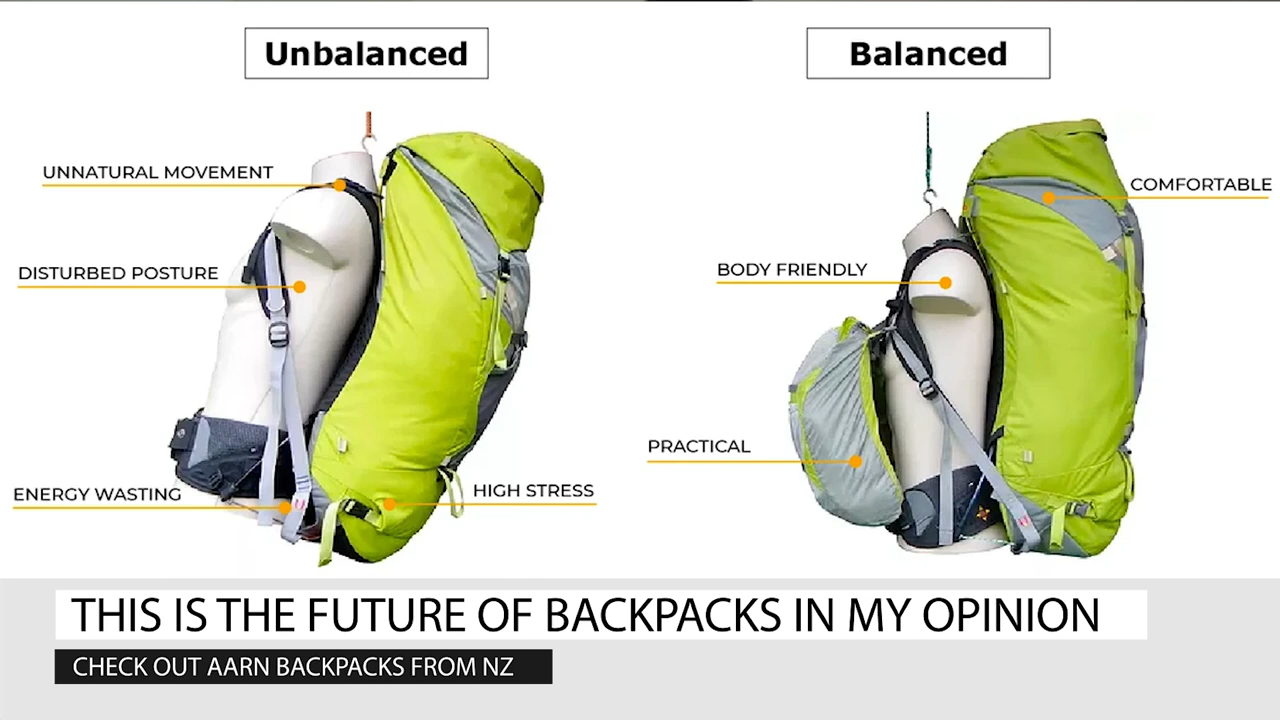 Unbalanced
Balanced
UNNATURAL MOVEMENT
DISTURBED POSTURE
ENERGY WASTING
HIGH STRESS
COMFORTABLE
BODY FRIENDLY
PRACTICAL
THIS IS THE FUTURE OF BACKPACKS IN MY OPINION
CHECK OUT AARN BACKPACKS FROM NZ